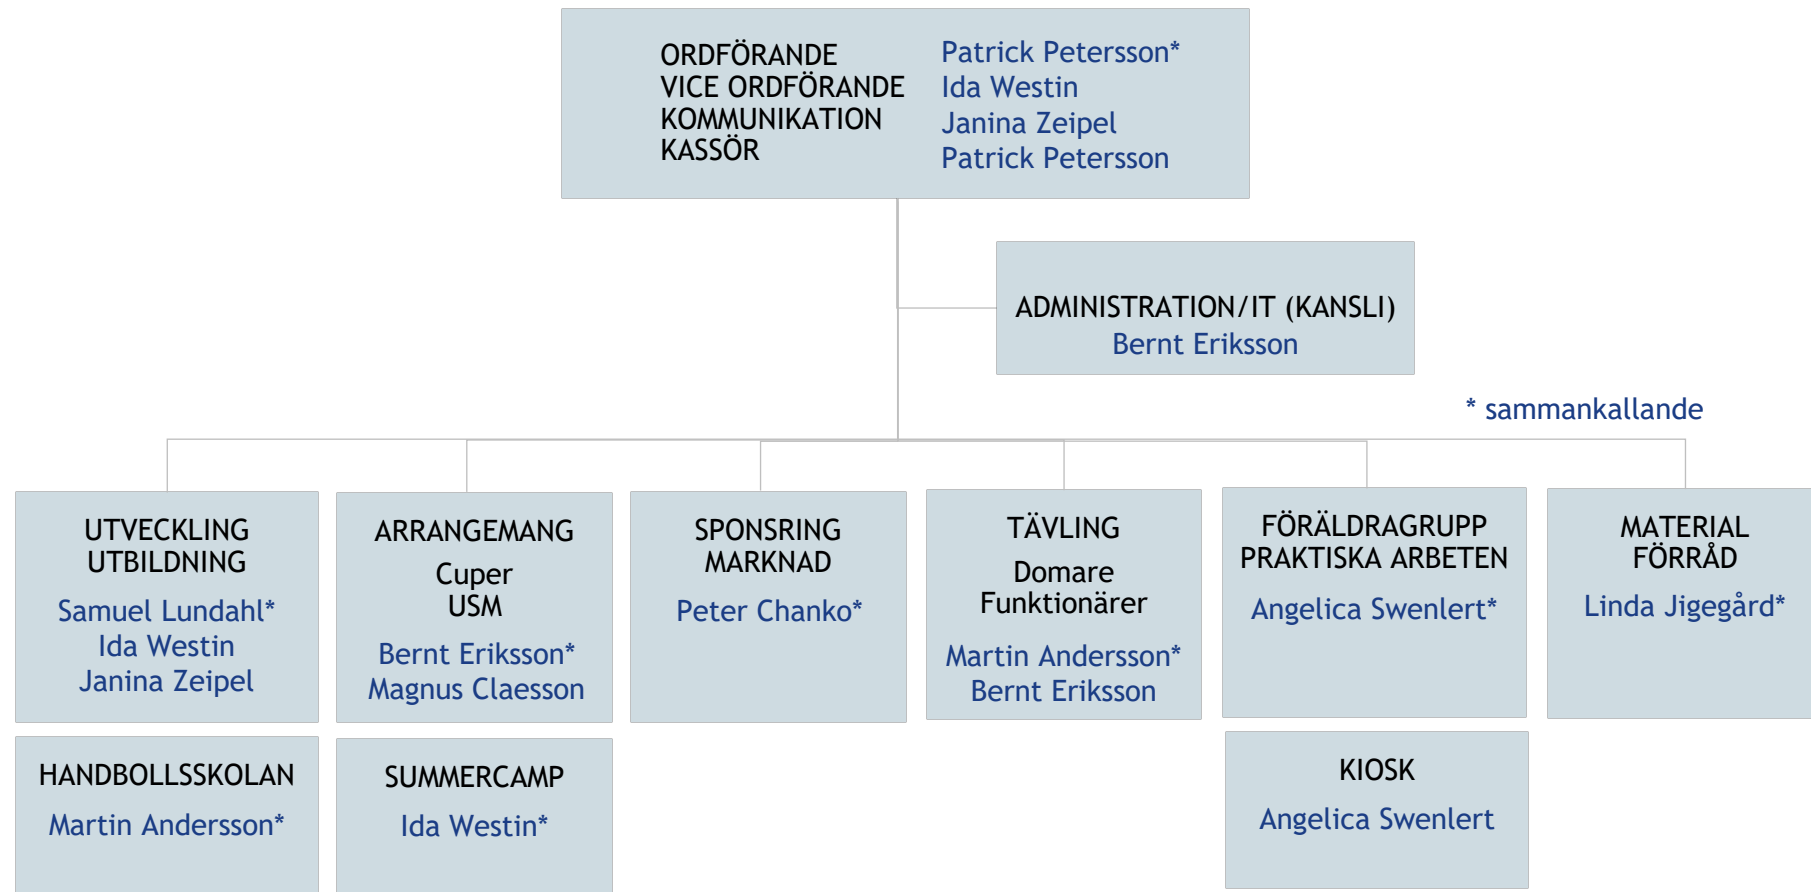 ORDFÖRANDE Patrick Petersson*
VICE ORDFÖRANDE Ida Westin
KOMMUNIKATION Janina Zeipel
KASSÖR Patrick Petersson
ADMINISTRATION/IT (KANSLI)
Bernt Eriksson
* sammankallande
UTVECKLING
UTBILDNING
Samuel Lundahl*
Ida Westin
Janina Zeipel
ARRANGEMANG
Cuper
USM
Bernt Eriksson*
Magnus Claesson
SPONSRING
MARKNAD
Peter Chanko*
TÄVLING
Domare
Funktionärer
Martin Andersson*
Bernt Eriksson
FÖRÄLDRAGRUPP
PRAKTISKA ARBETEN
Angelica Swenlert*
MATERIAL
FÖRRÅD
Linda Jigegård*
HANDBOLLSSKOLAN
Martin Andersson*
SUMMERCAMP
Ida Westin*
KIOSK
Angelica Swenlert